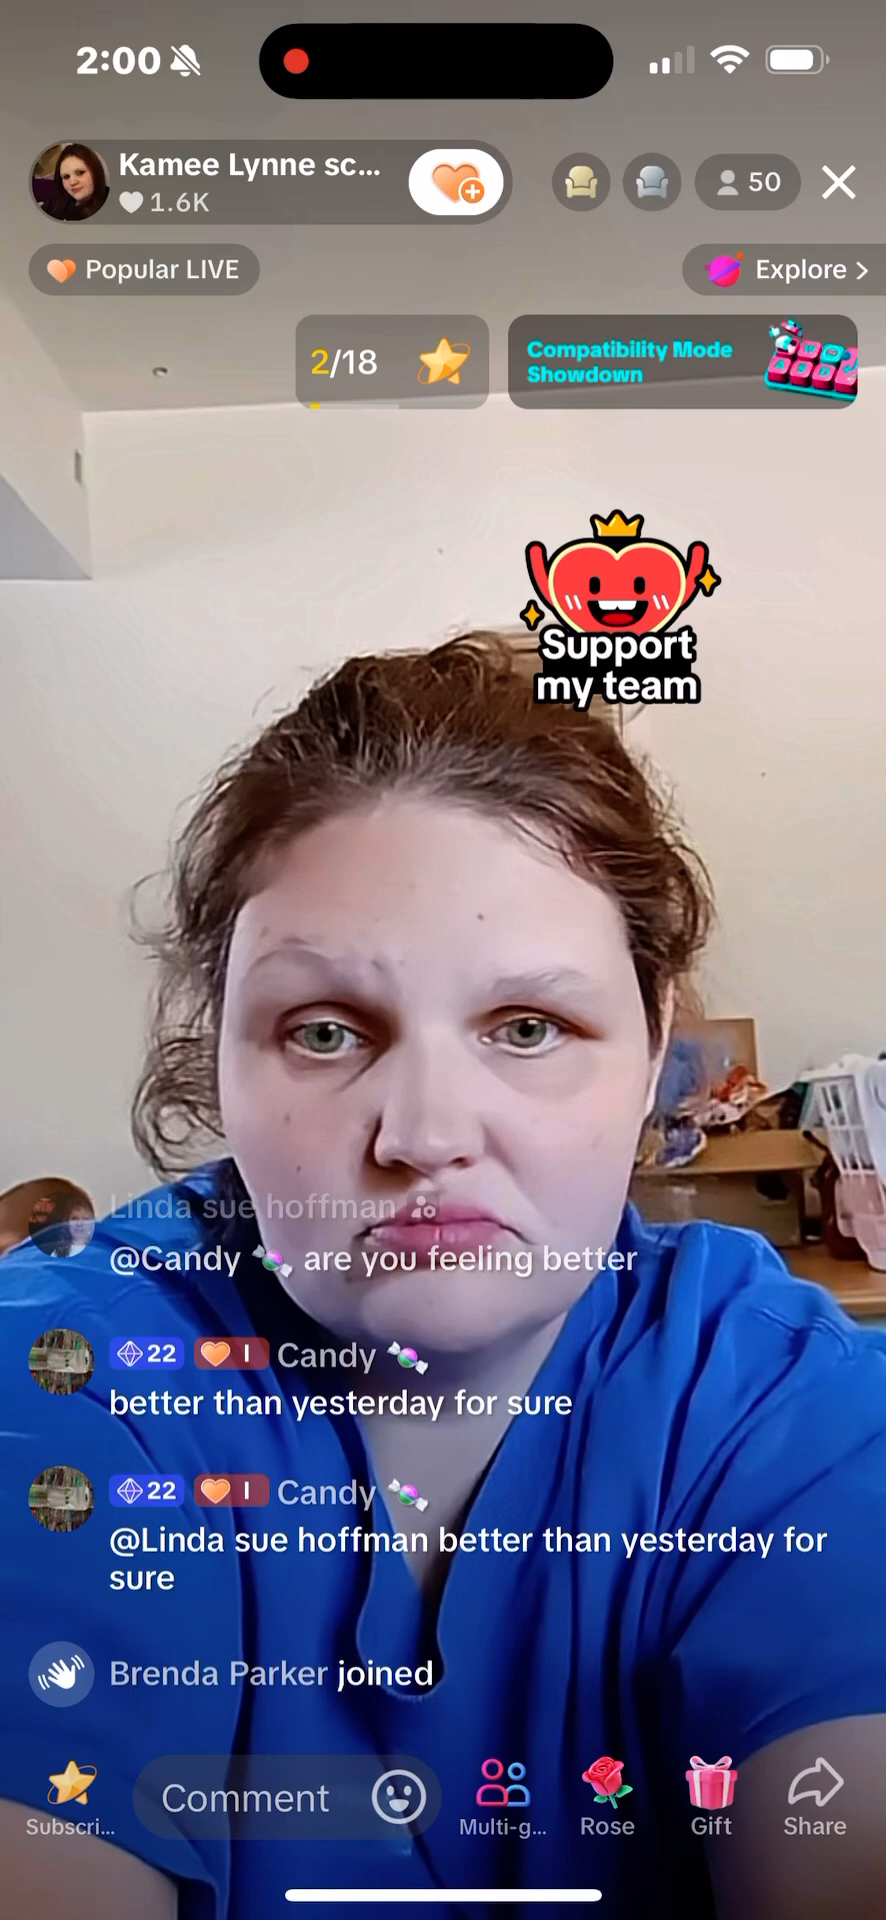 2:00
Kamee Lynne sc...
1.6K
50
Popular LIVE
Explore >
2/18
Compatibility Mode
Showdown
Support
my team
Linda sue hoffman
@Candy 🍬 are you feeling better
22 I Candy 🍬
better than yesterday for sure
22 I Candy 🍬
@Linda sue hoffman better than yesterday for
sure
Brenda Parker joined
Comment
Subscri...
Multi-g...
Rose
Gift
Share